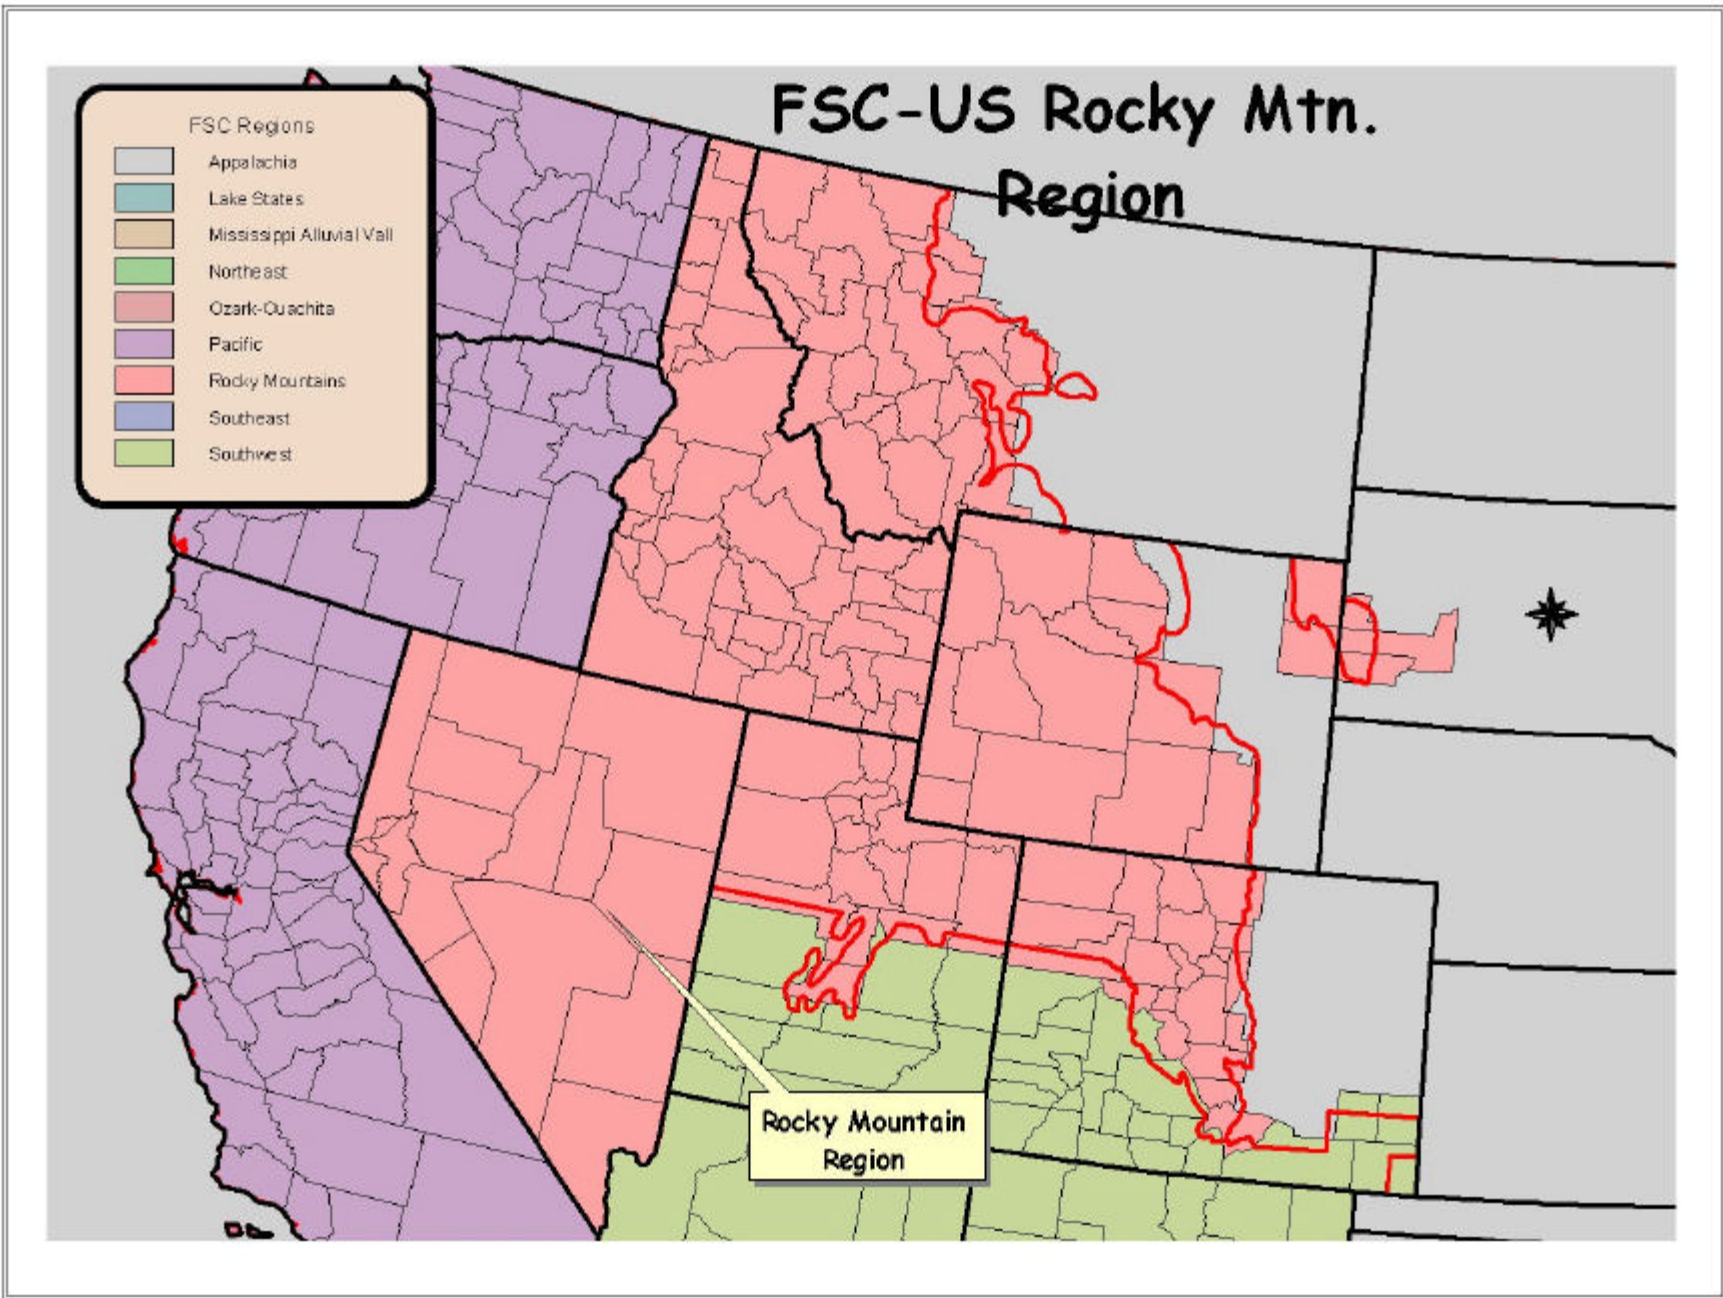 FSC-US Rocky Mtn.
Region
FSC Regions
Appalachia
Lake States
Mississippi Alluvial Vall
Northeast
Ozark-Ouachita
Pacific
Rocky Mountains
Southeast
Southwest
Rocky Mountain
Region